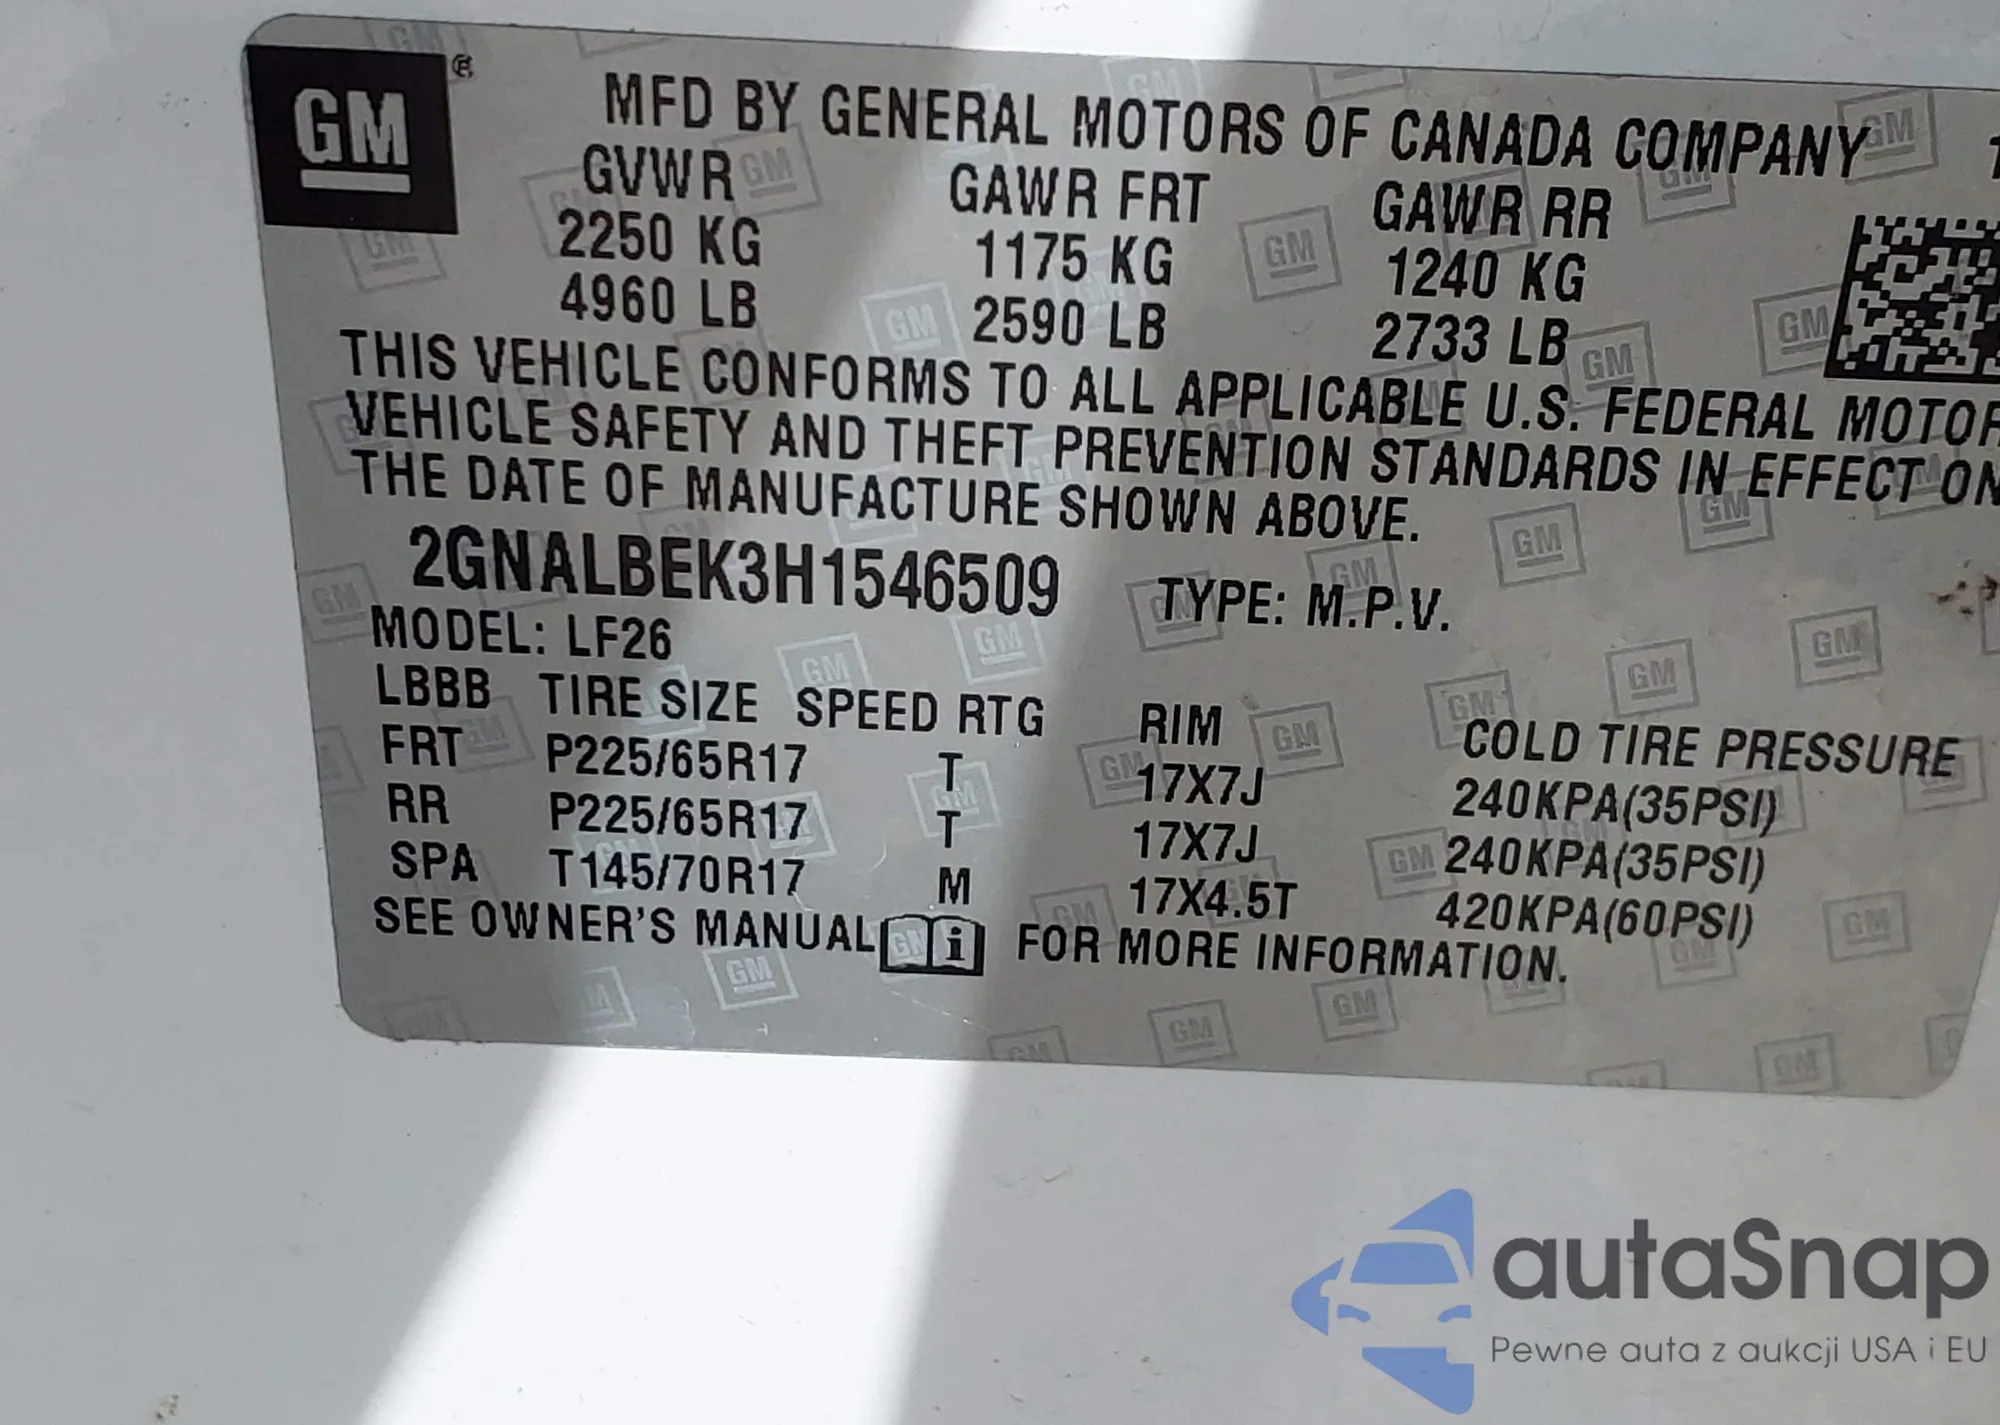 GM ®
MFD BY GENERAL MOTORS OF CANADA COMPANY
GVWR GAWR FRT GAWR RR
2250 KG 1175 KG 1240 KG
4960 LB 2590 LB 2733 LB
THIS VEHICLE CONFORMS TO ALL APPLICABLE U.S. FEDERAL MOTOR
VEHICLE SAFETY AND THEFT PREVENTION STANDARDS IN EFFECT ON
THE DATE OF MANUFACTURE SHOWN ABOVE.
2GNALBEK3H1546509 TYPE: M.P.V.
MODEL: LF26
LBBB TIRE SIZE SPEED RTG RIM COLD TIRE PRESSURE
FRT P225/65R17 T 17X7J 240KPA(35PSI)
RR P225/65R17 T 17X7J 240KPA(35PSI)
SPA T145/70R17 M 17X4.5T 420KPA(60PSI)
SEE OWNER'S MANUAL i FOR MORE INFORMATION.
autaSnap
Pewne auta z aukcji USA i EU